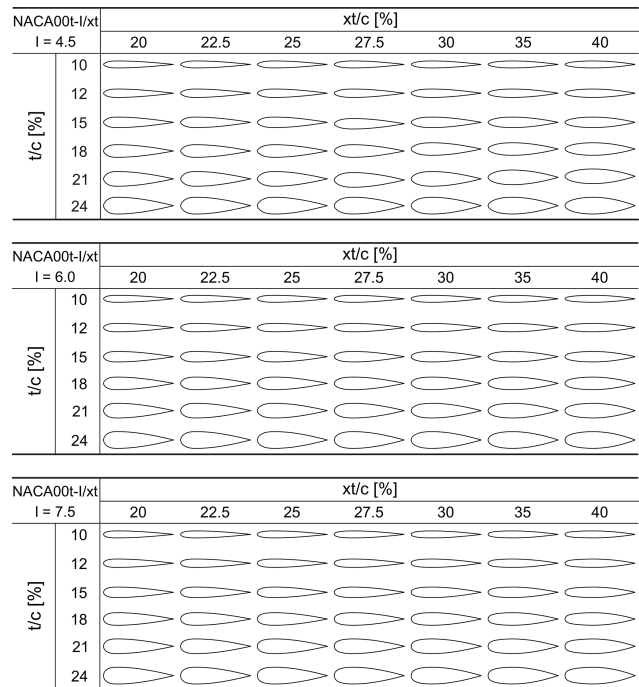 NACA00t-I/xt xt/c [%]
I = 4.5 20 22.5 25 27.5 30 35 40
t/c [%]
10
12
15
18
21
24
NACA00t-I/xt xt/c [%]
I = 6.0 20 22.5 25 27.5 30 35 40
t/c [%]
10
12
15
18
21
24
NACA00t-I/xt xt/c [%]
I = 7.5 20 22.5 25 27.5 30 35 40
t/c [%]
10
12
15
18
21
24